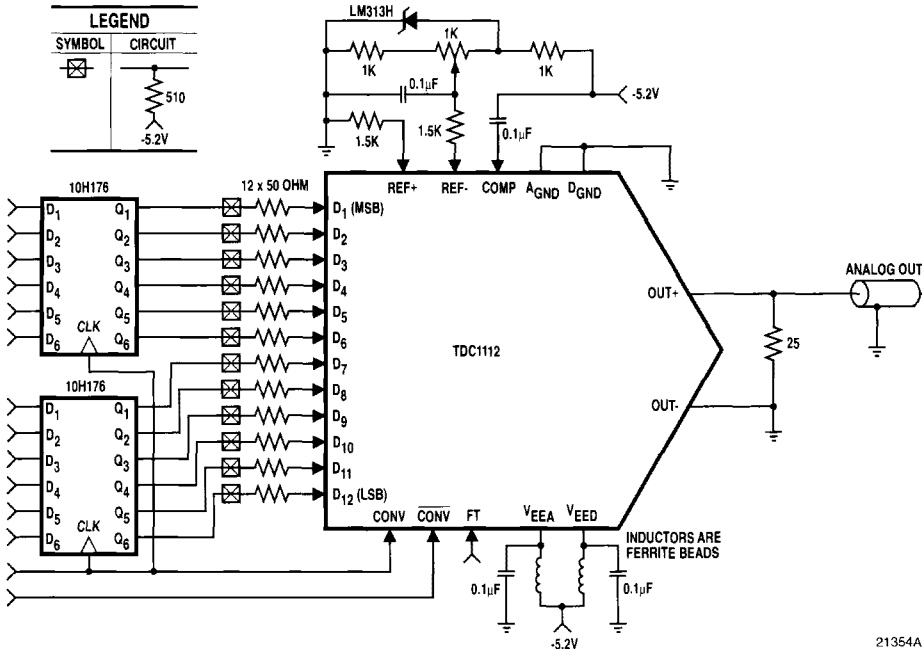 LEGEND
SYMBOL CIRCUIT
510
-5.2V
LM313H
1K
1K
1K
0.1µF
-5.2V
1.5K
1.5K
0.1µF
10H176
12 x 50 OHM
REF+ REF- COMP AGND DGND
D1 Q1 D1 (MSB)
D2 Q2 D2
D3 Q3 D3
D4 Q4 D4
D5 Q5 D5
D6 Q6 D6
CLK
D7
10H176
D8
D1 Q1 D9
D2 Q2 D10
D3 Q3 D11
D4 Q4 D12 (LSB)
D5 Q5
D6 Q6
CLK
TDC1112
OUT+
ANALOG OUT
25
OUT-
CONV CONV FT VEEA VEED
INDUCTORS ARE
FERRITE BEADS
0.1µF
0.1µF
-5.2V
21354A